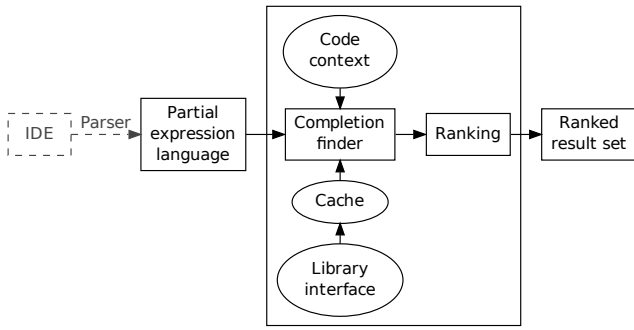 Code
context
IDE
Parser
Partial
expression
language
Completion
finder
Ranking
Ranked
result set
Cache
Library
interface